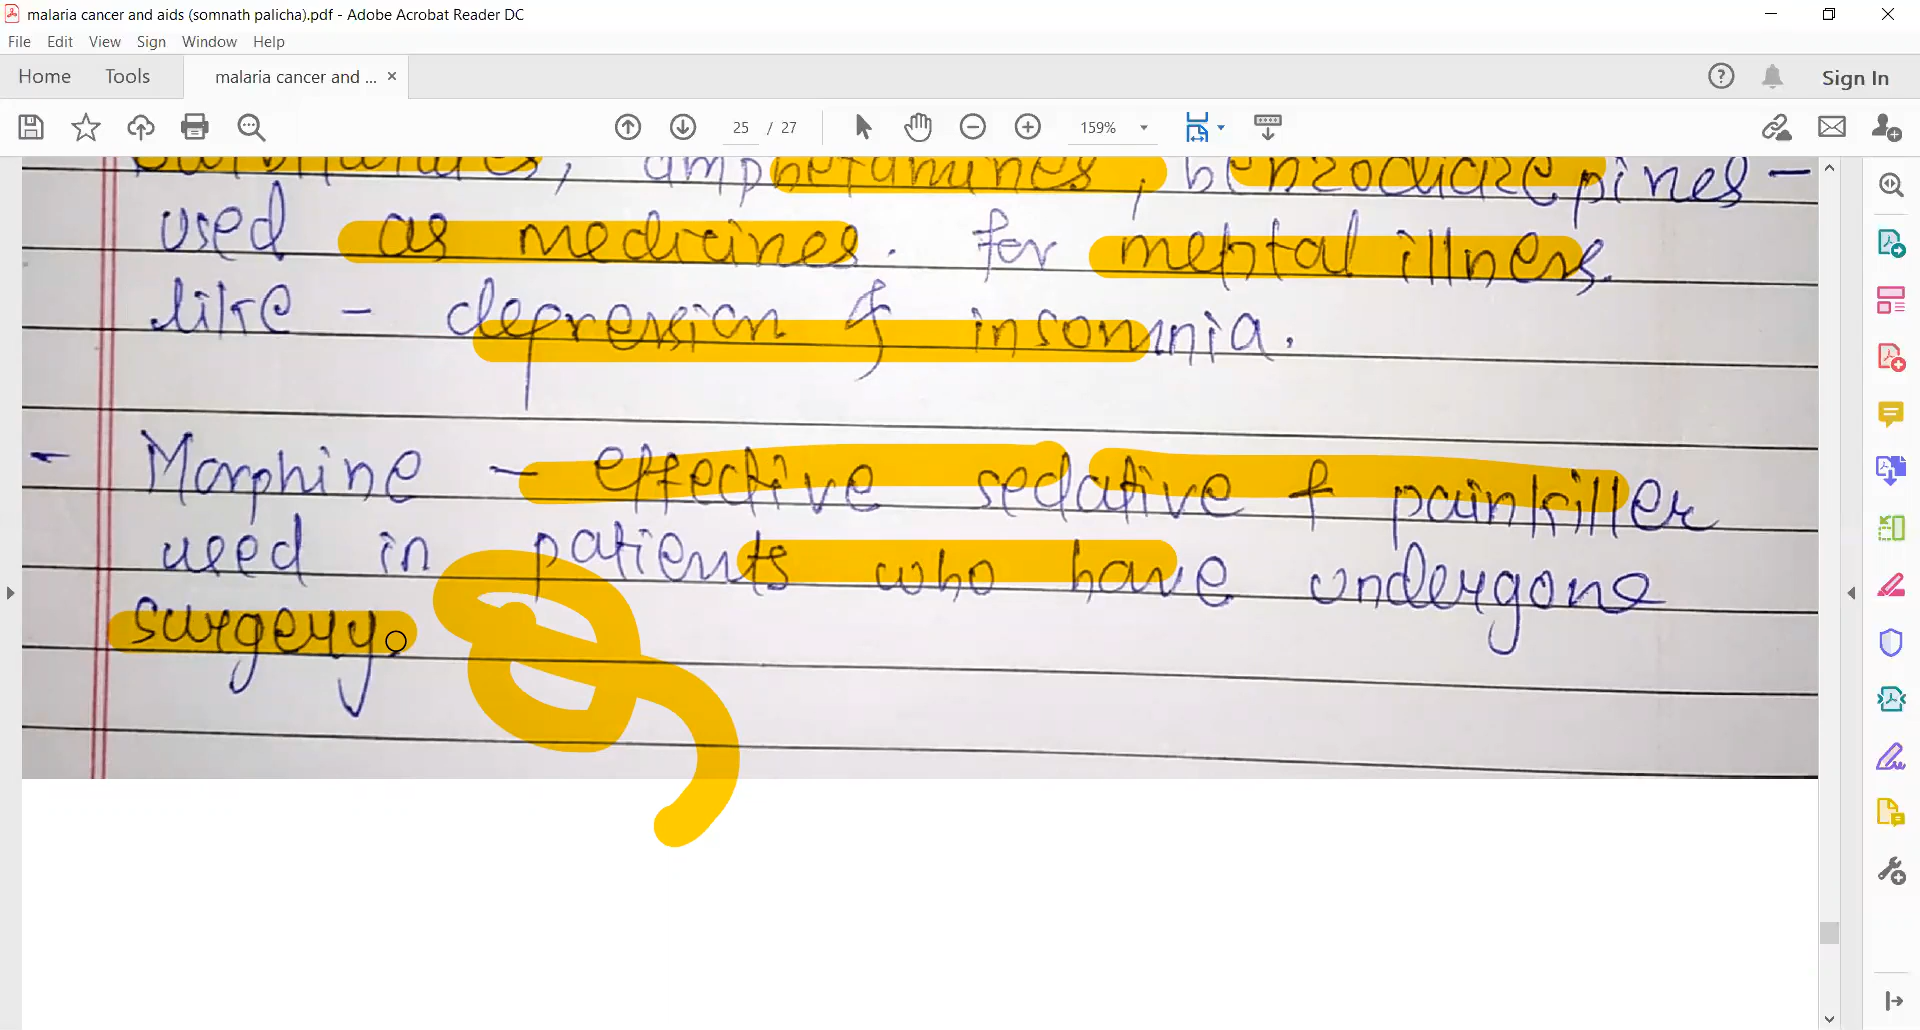 malaria cancer and aids (somnath palicha).pdf - Adobe Acrobat Reader DC
File Edit View Sign Window Help
Home Tools malaria cancer and ... × Sign In
25 / 27 159%
amphetamines, benzodiazepines -
used as medicines. for mental illness.
like - depression & insomnia.
- Morphine - effective sedative & painkiller
used in patients who have undergone
surgery.